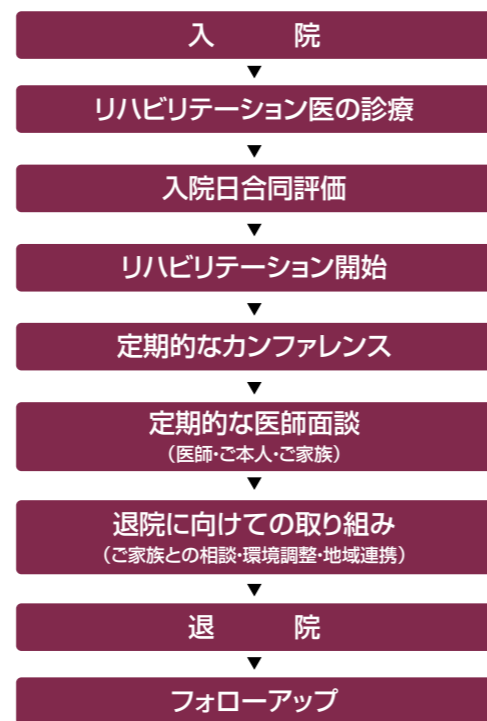 入　　院
▼
リハビリテーション医の診療
▼
入院日合同評価
▼
リハビリテーション開始
▼
定期的なカンファレンス
▼
定期的な医師面談
（医師・ご本人・ご家族）
▼
退院に向けての取り組み
（ご家族との相談・環境調整・地域連携）
▼
退　　院
▼
フォローアップ